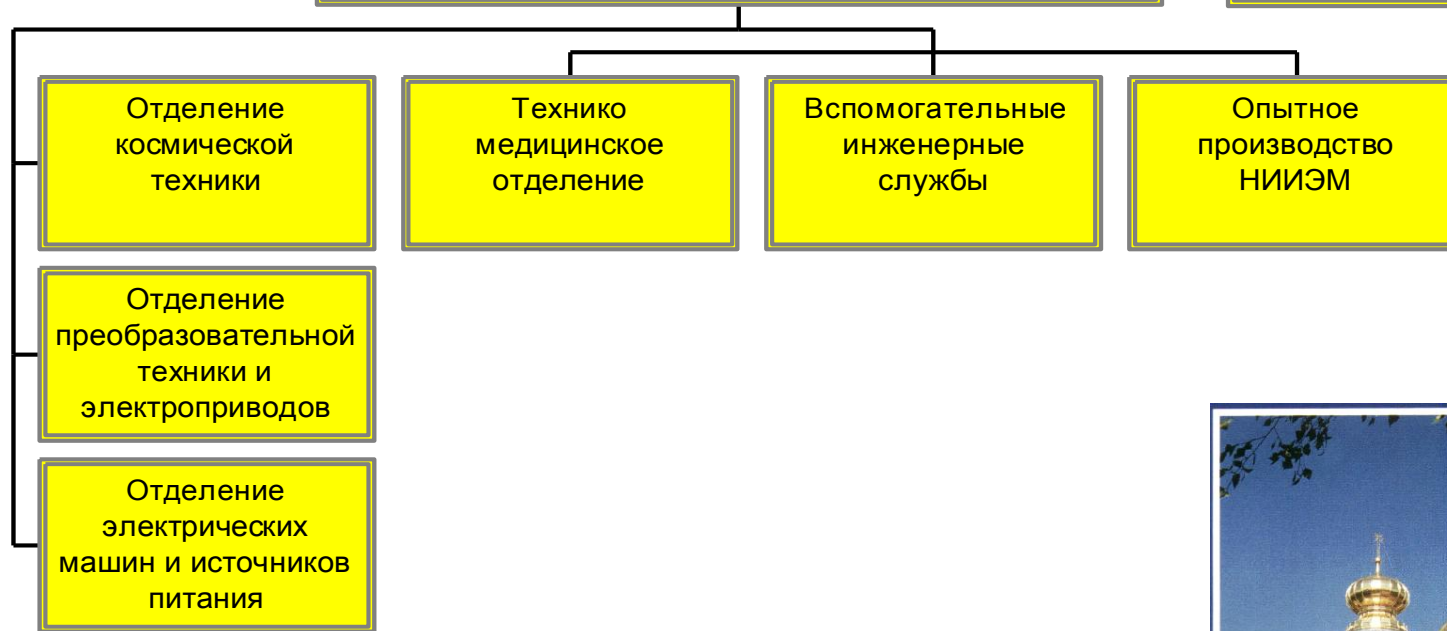 Отделение
космической
техники
Технико
медицинское
отделение
Вспомогательные
инженерные
службы
Опытное
производство
НИИЭМ
Отделение
преобразовательной
техники и
электроприводов
Отделение
электрических
машин и источников
питания